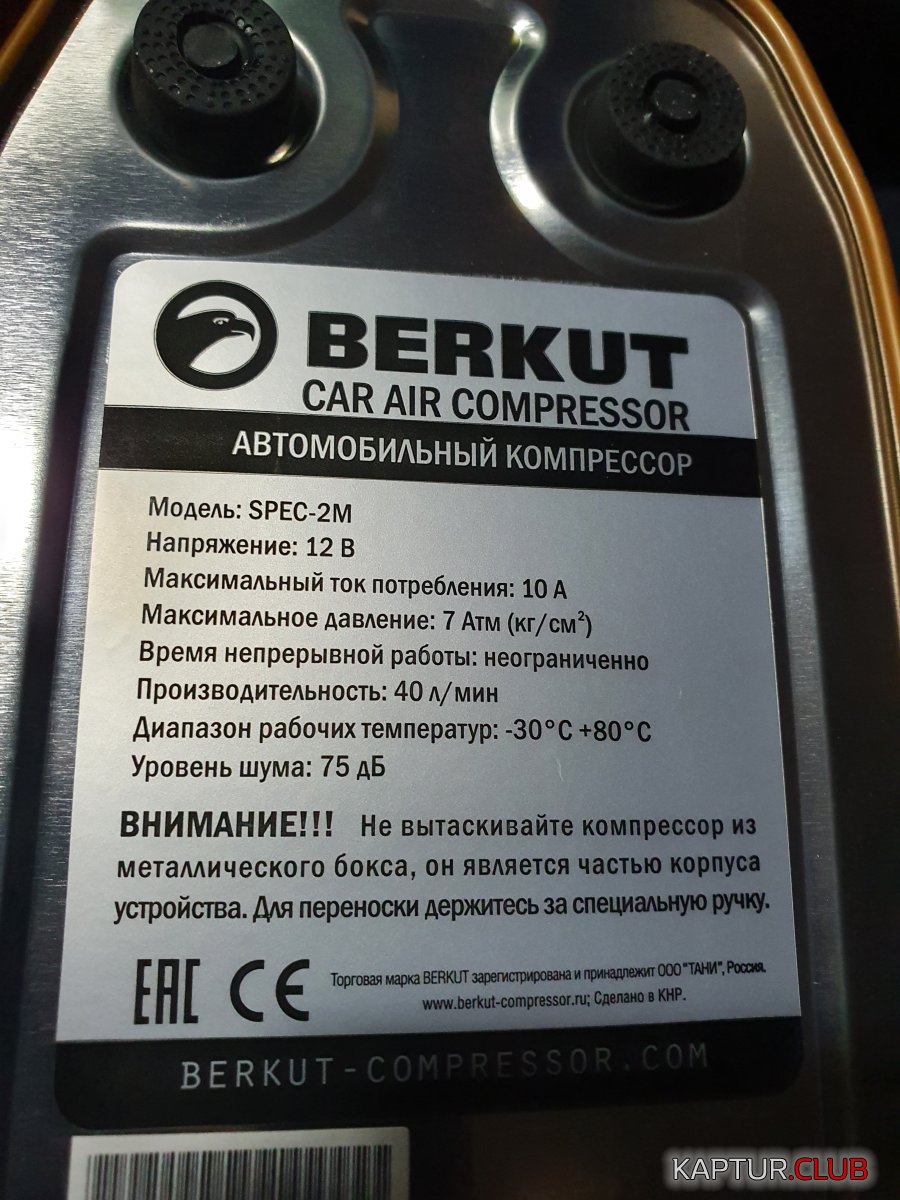 BERKUT
CAR AIR COMPRESSOR
АВТОМОБИЛЬНЫЙ КОМПРЕССОР
Модель: SPEC-2M
Напряжение: 12 В
Максимальный ток потребления: 10 А
Максимальное давление: 7 Атм (кг/см²)
Время непрерывной работы: неограниченно
Производительность: 40 л/мин
Диапазон рабочих температур: -30°C +80°C
Уровень шума: 75 дБ
ВНИМАНИЕ!!! Не вытаскивайте компрессор из
металлического бокса, он является частью корпуса
устройства. Для переноски держитесь за специальную ручку.
EAC CE
Торговая марка BERKUT зарегистрирована и принадлежит ООО "ТАНИ", Россия.
www.berkut-compressor.ru; Сделано в КНР.
BERKUT-COMPRESSOR.COM
KAPTUR.CLUB